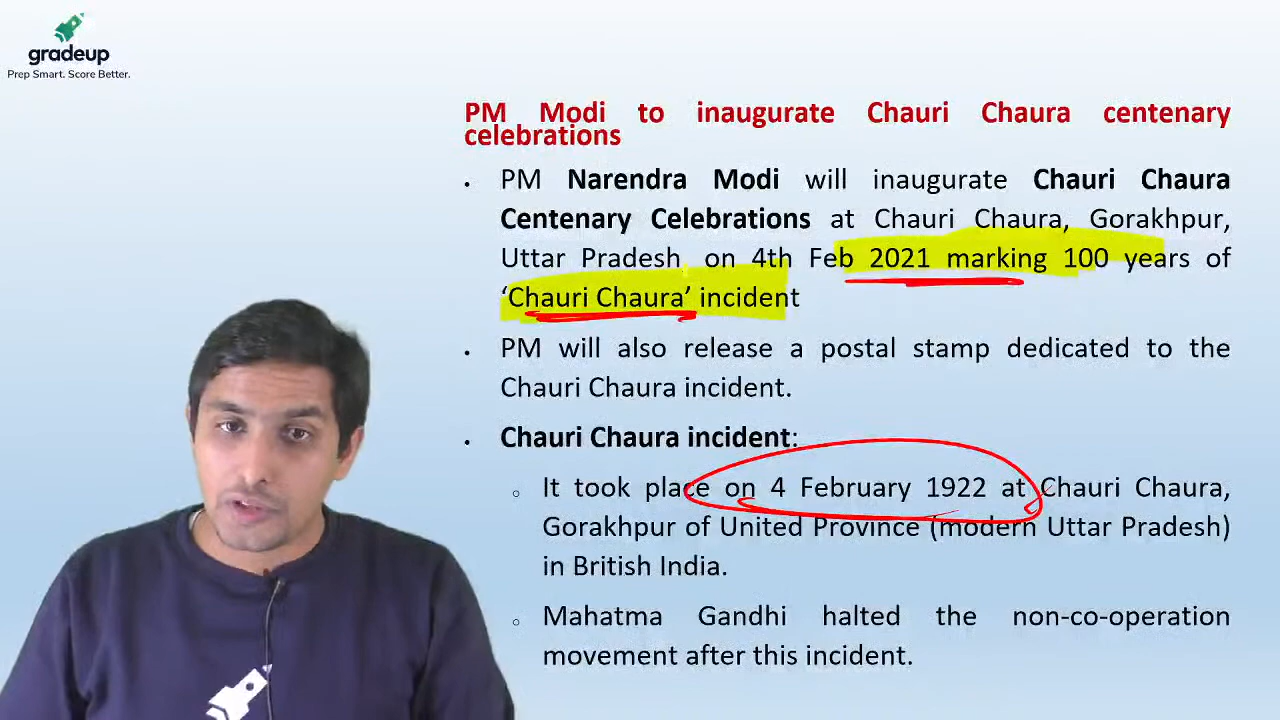 gradeup
Prep Smart. Score Better.
PM Modi to inaugurate Chauri Chaura centenary
celebrations
• PM Narendra Modi will inaugurate Chauri Chaura
Centenary Celebrations at Chauri Chaura, Gorakhpur,
Uttar Pradesh on 4th Feb 2021 marking 100 years of
‘Chauri Chaura’ incident
• PM will also release a postal stamp dedicated to the
Chauri Chaura incident.
• Chauri Chaura incident:
○ It took place on 4 February 1922 at Chauri Chaura,
Gorakhpur of United Province (modern Uttar Pradesh)
in British India.
○ Mahatma Gandhi halted the non-co-operation
movement after this incident.